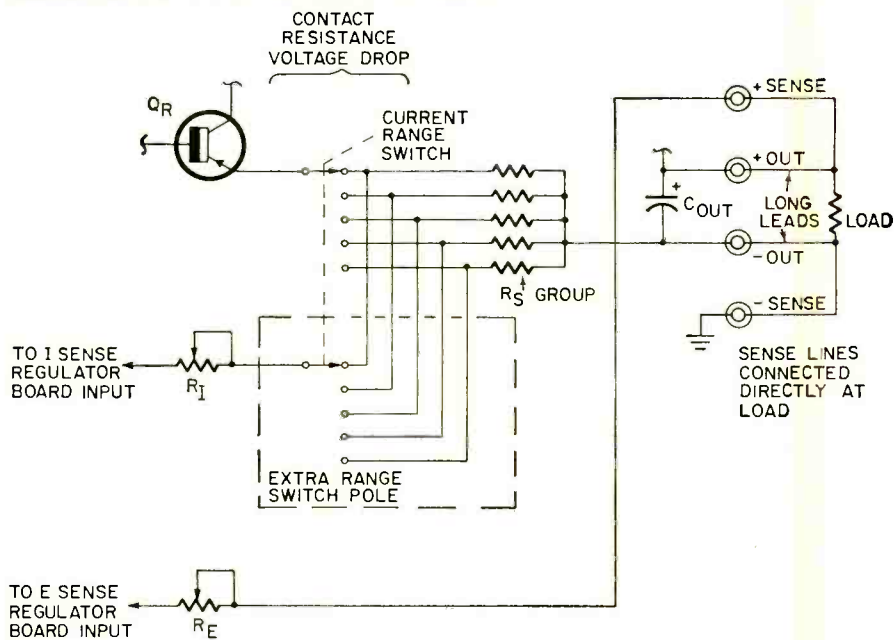 CONTACT
RESISTANCE
VOLTAGE DROP
QR
CURRENT
RANGE
SWITCH
+ SENSE
+ OUT
+
COUT
LONG
LEADS
LOAD
- OUT
RS GROUP
- SENSE
TO I SENSE
REGULATOR
BOARD INPUT
RI
SENSE LINES
CONNECTED
DIRECTLY AT
LOAD
EXTRA RANGE
SWITCH POLE
TO E SENSE
REGULATOR
BOARD INPUT
RE